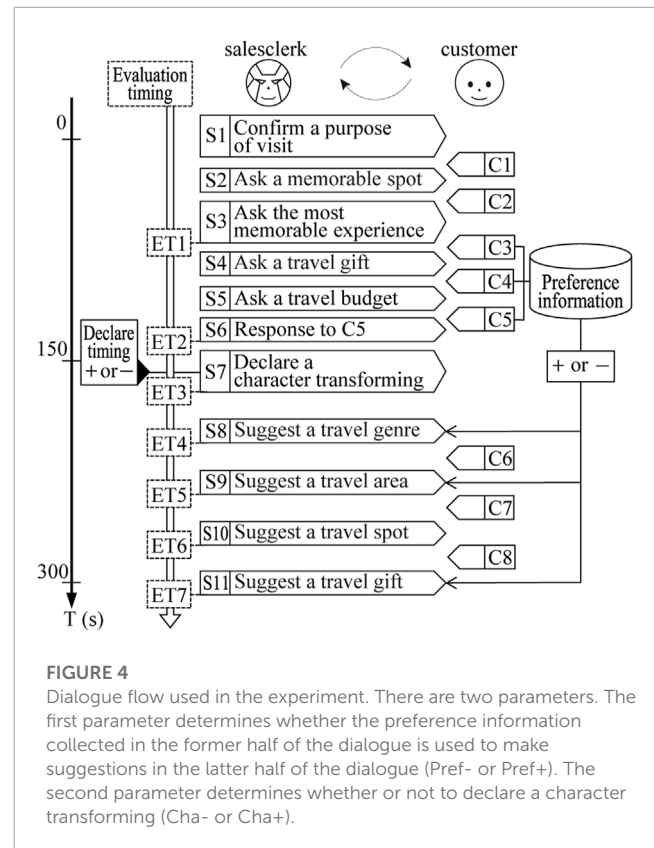 salesclerk
customer
Evaluation
timing
0
S1 Confirm a purpose
of visit
C1
S2 Ask a memorable spot
C2
S3 Ask the most
memorable experience
ET1
C3
S4 Ask a travel gift
C4
Preference
information
S5 Ask a travel budget
C5
S6 Response to C5
ET2
Declare
timing
+ or −
150
S7 Declare a
character transforming
+ or −
ET3
S8 Suggest a travel genre
ET4
C6
S9 Suggest a travel area
ET5
C7
S10 Suggest a travel spot
ET6
C8
300
S11 Suggest a travel gift
ET7
T (s)
FIGURE 4
Dialogue flow used in the experiment. There are two parameters. The
first parameter determines whether the preference information
collected in the former half of the dialogue is used to make
suggestions in the latter half of the dialogue (Pref- or Pref+). The
second parameter determines whether or not to declare a character
transforming (Cha- or Cha+).